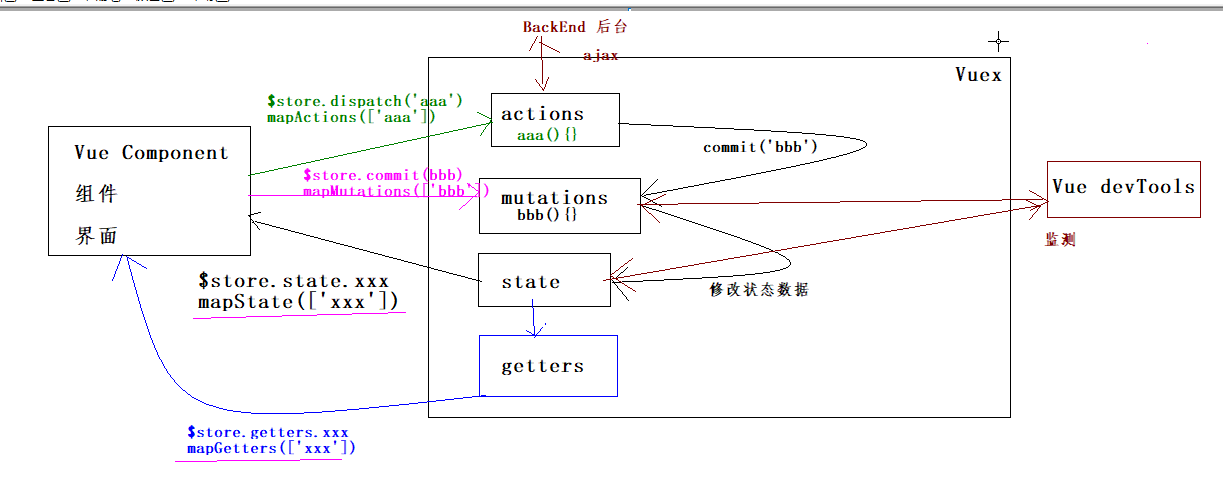 BackEnd 后台
ajax
Vuex
$store.dispatch('aaa')
mapActions(['aaa'])
actions
aaa(){}
Vue Component
组件
界面
commit('bbb')
$store.commit(bbb)
mapMutations(['bbb'])
mutations
bbb(){}
Vue devTools
监测
$store.state.xxx
mapState(['xxx'])
state
修改状态数据
getters
$store.getters.xxx
mapGetters(['xxx'])